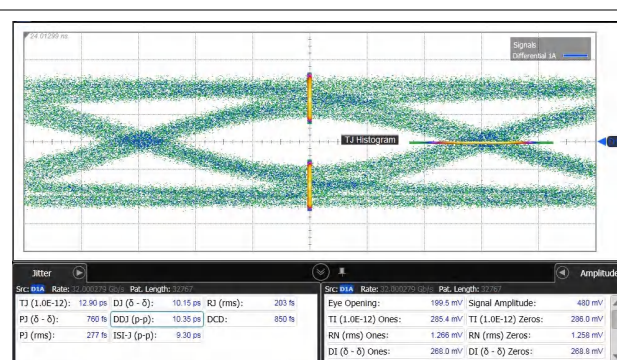 24.01299 ns
Signals
Differential 1A
TJ Histogram
Jitter
Amplitude
Src: D1A Rate: 32.000279 Gb/s Pat. Length: 32767
TJ (1.0E-12): 12.90 ps DJ (δ - δ): 10.15 ps RJ (rms): 203 fs
PJ (δ - δ): 760 fs DDJ (p-p): 10.35 ps DCD: 850 fs
PJ (rms): 277 fs ISI-J (p-p): 9.30 ps
Src: D1A Rate: 32.000279 Gb/s Pat. Length: 32767
Eye Opening: 199.5 mV Signal Amplitude: 480 mV
TI (1.0E-12) Ones: 285.4 mV TI (1.0E-12) Zeros: 286.0 mV
RN (rms) Ones: 1.266 mV RN (rms) Zeros: 1.258 mV
DI (δ - δ) Ones: 268.0 mV DI (δ - δ) Zeros: 268.8 mV